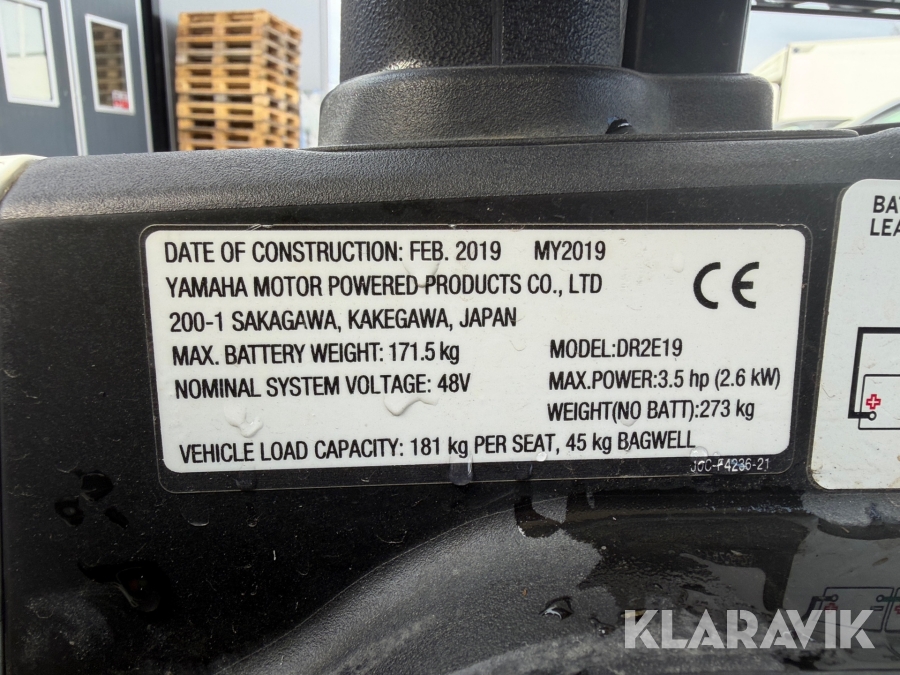 DATE OF CONSTRUCTION: FEB. 2019 MY2019
YAMAHA MOTOR POWERED PRODUCTS CO., LTD
200-1 SAKAGAWA, KAKEGAWA, JAPAN
CE
MAX. BATTERY WEIGHT: 171.5 kg
MODEL:DR2E19
NOMINAL SYSTEM VOLTAGE: 48V
MAX.POWER:3.5 hp (2.6 kW)
WEIGHT(NO BATT):273 kg
VEHICLE LOAD CAPACITY: 181 kg PER SEAT, 45 kg BAGWELL
BA
LEA
KLARAVIK